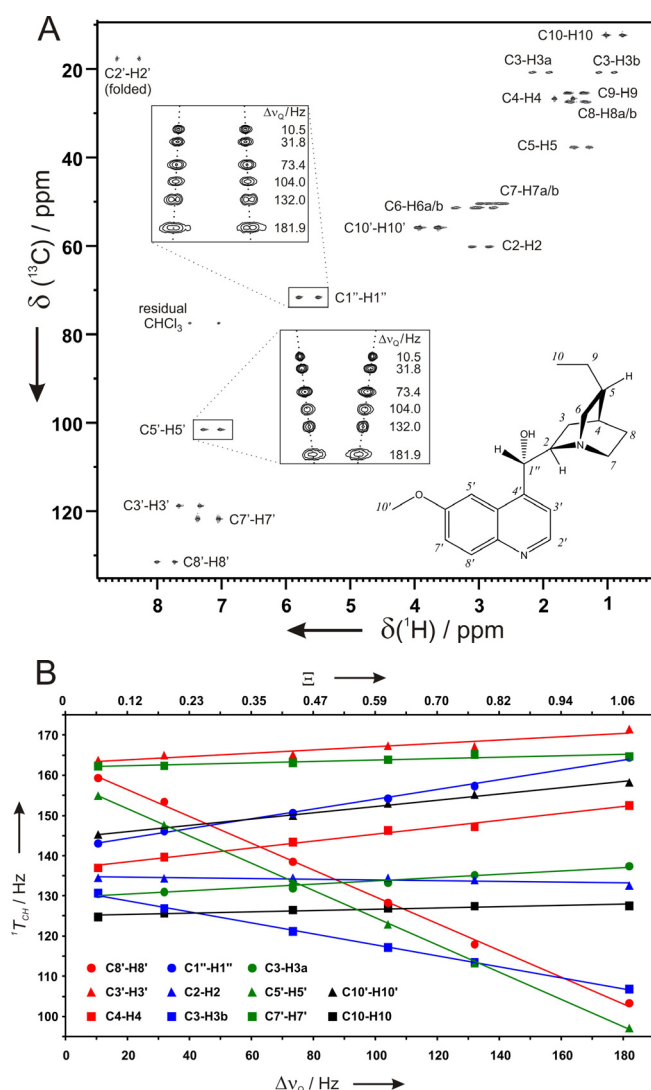 A
C10-H10
C3-H3a
C3-H3b
C2'-H2'
(folded)
C4-H4
C9-H9
C8-H8a/b
C5-H5
C7-H7a/b
C6-H6a/b
C10'-H10'
C2-H2
ΔνQ/Hz
10.5
31.8
73.4
104.0
132.0
181.9
C1''-H1''
residual
CHCl3
ΔνQ/Hz
10.5
31.8
73.4
104.0
132.0
181.9
C5'-H5'
C3'-H3'
C7'-H7'
C8'-H8'
20
40
60
80
100
120
δ (13C) / ppm
10
9
H
5
6
3
4
8
OH
2
N
H
1''
H
7
5'
4'
10'
O
3'
7'
2'
8'
N
8 7 6 5 4 3 2 1
δ(1H) / ppm
B
Ξ
0 0.12 0.23 0.35 0.47 0.59 0.70 0.82 0.94 1.06
170
160
150
140
130
120
110
100
1TCH / Hz
C8'-H8' C1''-H1'' C3-H3a
C3'-H3' C2-H2 C5'-H5' C10'-H10'
C4-H4 C3-H3b C7'-H7' C10-H10
0 20 40 60 80 100 120 140 160 180
ΔνQ / Hz